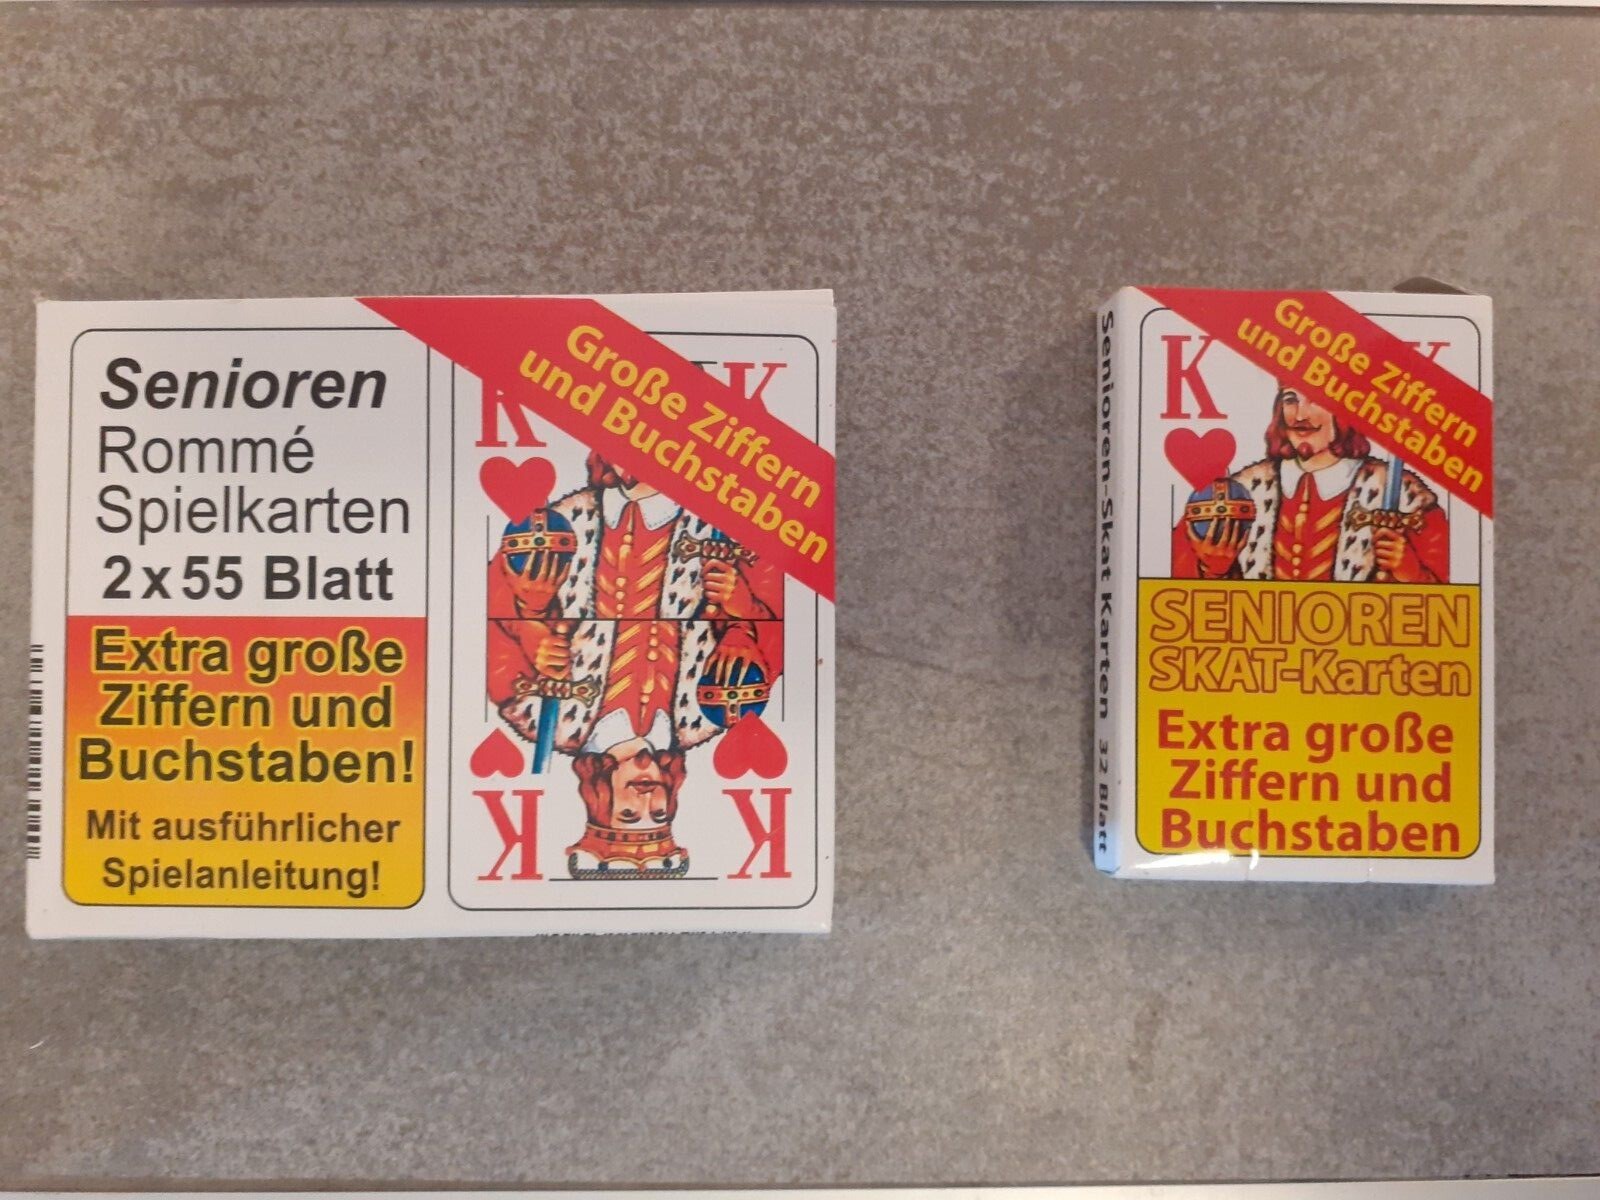 Senioren
Rommé
Spielkarten
2 x 55 Blatt
Extra große
Ziffern und
Buchstaben!
Mit ausführlicher
Spielanleitung!
Große Ziffern
und Buchstaben
K
K
K
K
Senioren-Skat Karten 32 Blatt
Große Ziffern
und Buchstaben
K
K
SENIOREN
SKAT-Karten
Extra große
Ziffern und
Buchstaben